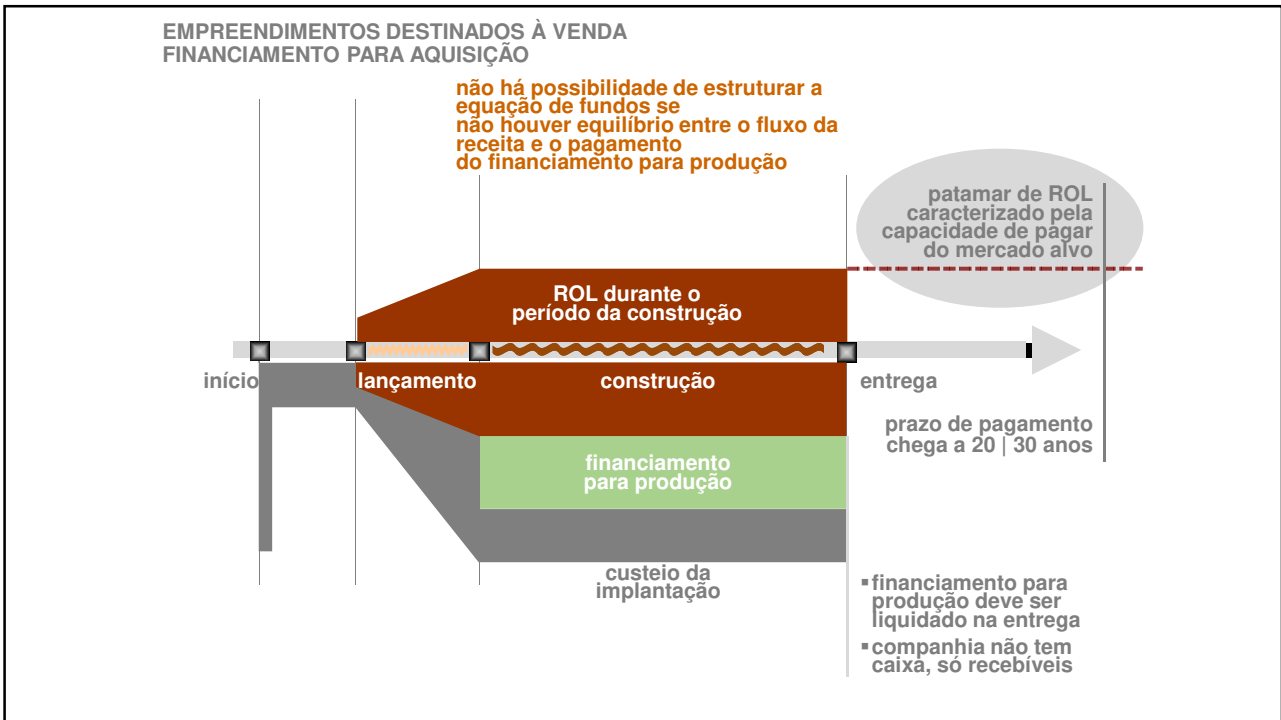 EMPREENDIMENTOS DESTINADOS À VENDA
FINANCIAMENTO PARA AQUISIÇÃO
não há possibilidade de estruturar a
equação de fundos se
não houver equilíbrio entre o fluxo da
receita e o pagamento
do financiamento para produção
patamar de ROL
caracterizado pela
capacidade de pagar
do mercado alvo
ROL durante o
período da construção
início
lançamento
construção
entrega
prazo de pagamento
chega a 20 | 30 anos
financiamento
para produção
custeio da
implantação
▪financiamento para
produção deve ser
liquidado na entrega
▪companhia não tem
caixa, só recebíveis